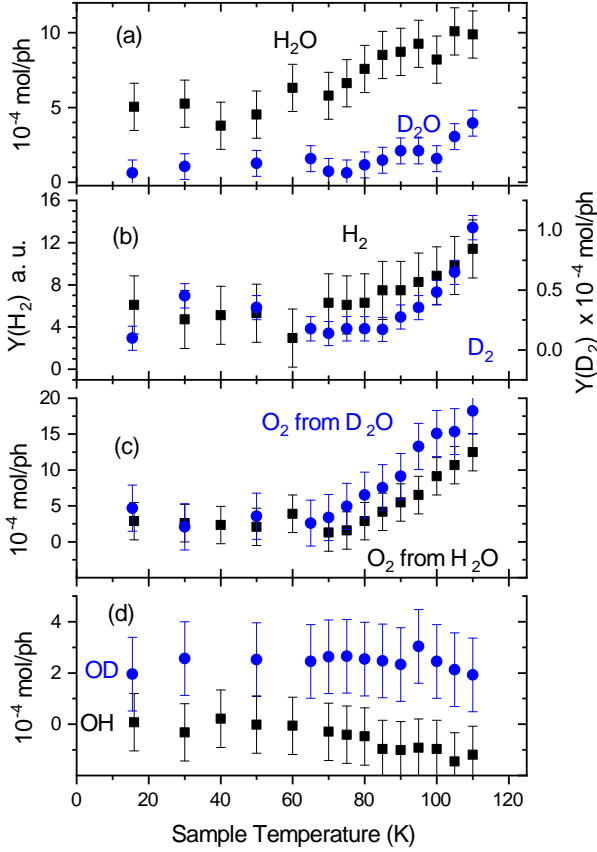 (a)
H2O
D2O
10^-4 mol/ph
10
5
0
(b)
H2
D2
Y(H2) a. u.
16
12
8
4
0
Y(D2) x 10^-4 mol/ph
1.0
0.5
0.0
(c)
O2 from D2O
O2 from H2O
10^-4 mol/ph
20
15
10
5
0
(d)
OD
OH
10^-4 mol/ph
4
2
0
0 20 40 60 80 100 120
Sample Temperature (K)